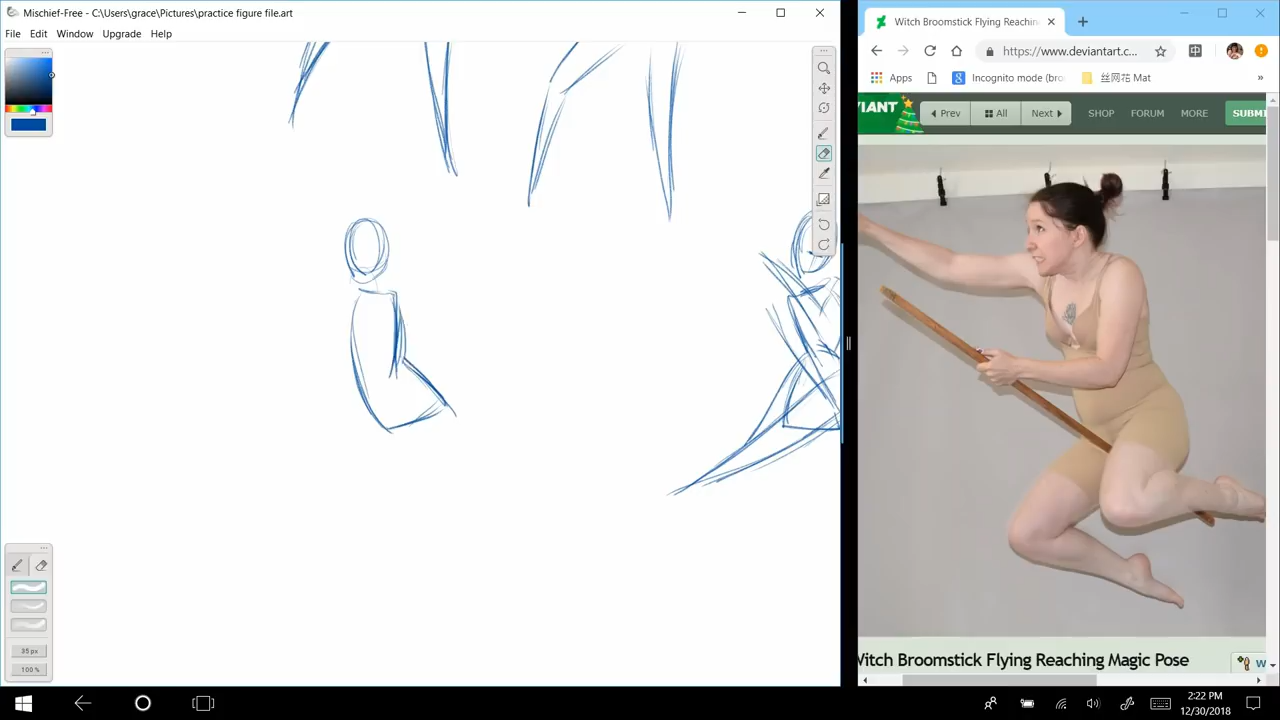 Mischief-Free - C:\Users\grace\Pictures\practice figure file.art
File Edit Window Upgrade Help
35 px
100 %
Witch Broomstick Flying Reachin
https://www.deviantart.c...
中
Apps
Incognito mode (bro
丝网花 Mat
»
VIANT
Prev
All
Next
SHOP
FORUM
MORE
SUBMI
Witch Broomstick Flying Reaching Magic Pose
W
2:22 PM
12/30/2018